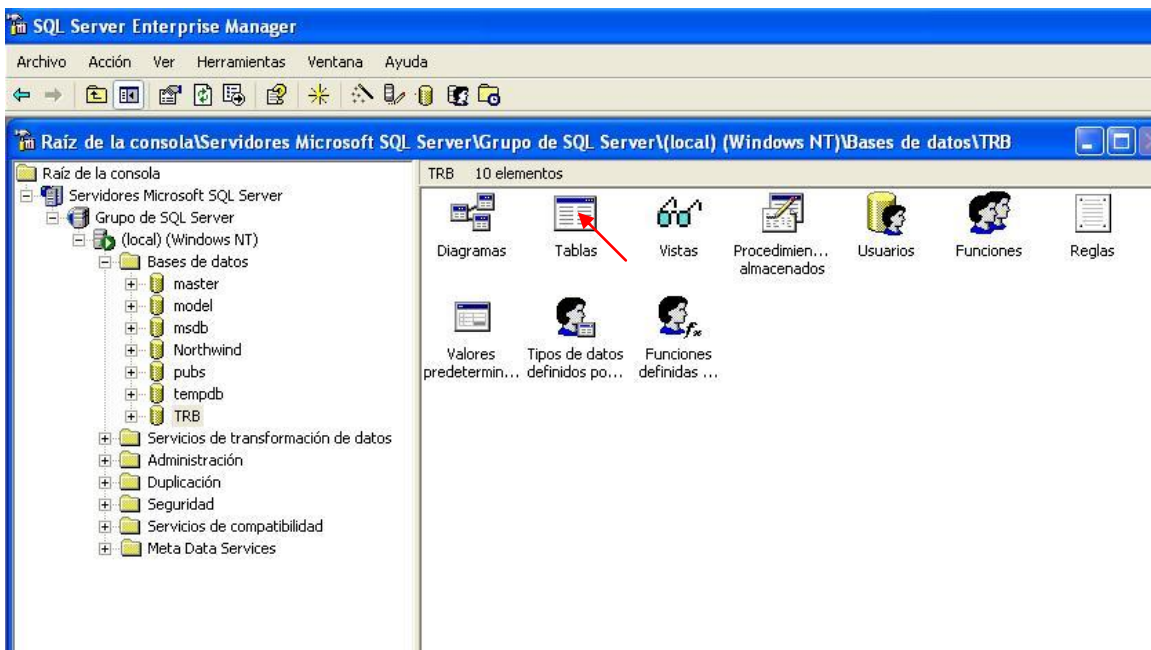 SQL Server Enterprise Manager
Archivo Acción Ver Herramientas Ventana Ayuda
Raíz de la consola\Servidores Microsoft SQL Server\Grupo de SQL Server\(local) (Windows NT)\Bases de datos\TRB
Raíz de la consola
Servidores Microsoft SQL Server
Grupo de SQL Server
(local) (Windows NT)
Bases de datos
master
model
msdb
Northwind
pubs
tempdb
TRB
Servicios de transformación de datos
Administración
Duplicación
Seguridad
Servicios de compatibilidad
Meta Data Services
TRB 10 elementos
Diagramas Tablas Vistas Procedimien... Usuarios Funciones Reglas
almacenados
Valores Tipos de datos Funciones
predetermin... definidos po... definidas ...